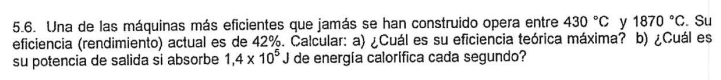 5.6. Una de las máquinas más eficientes que jamás se han construido opera entre 430 °C y 1870 °C. Su
eficiencia (rendimiento) actual es de 42%. Calcular: a) ¿Cuál es su eficiencia teórica máxima? b) ¿Cuál es
su potencia de salida si absorbe 1,4 x 10⁵ J de energía calorífica cada segundo?